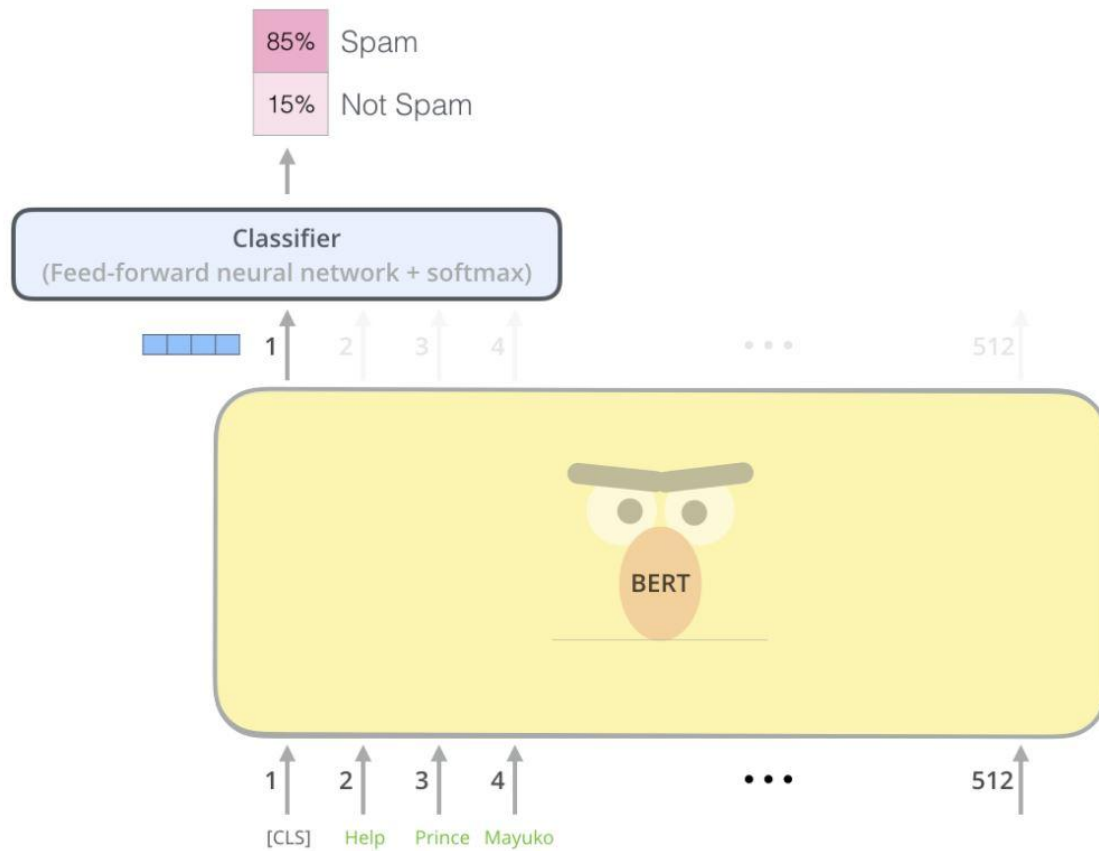 85% Spam
15% Not Spam
Classifier
(Feed-forward neural network + softmax)
1 2 3 4 ••• 512
BERT
1 2 3 4 ••• 512
[CLS] Help Prince Mayuko